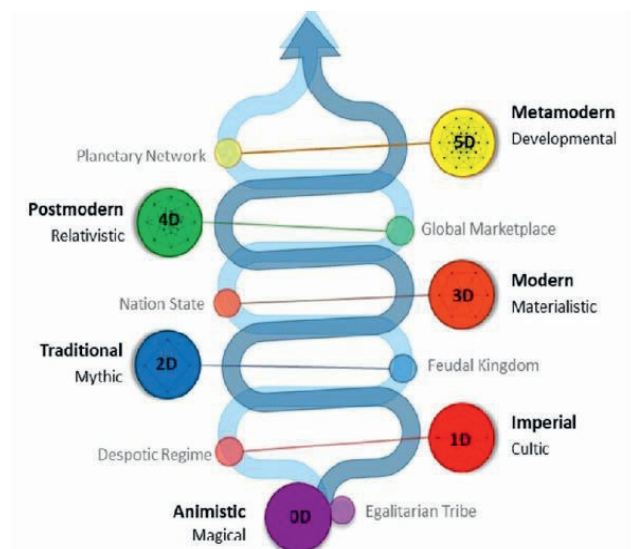 Metamodern
5D
Developmental
Planetary Network
Postmodern
4D
Relativistic
Global Marketplace
Modern
3D
Materialistic
Nation State
Traditional
2D
Mythic
Feudal Kingdom
Imperial
1D
Cultic
Despotic Regime
Animistic
0D
Magical
Egalitarian Tribe